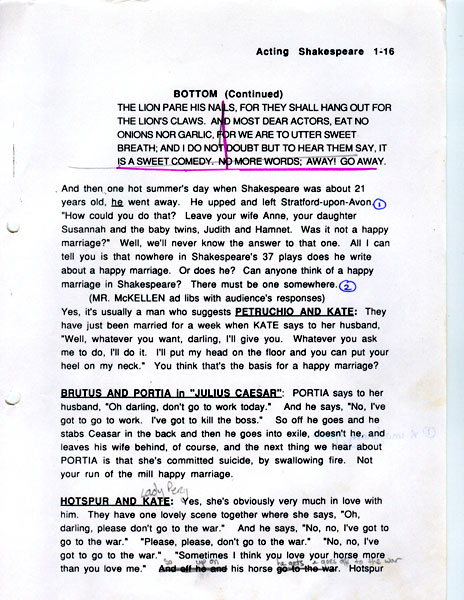 Acting Shakespeare 1-16
BOTTOM (Continued)
THE LION PARE HIS NAILS, FOR THEY SHALL HANG OUT FOR
THE LION'S CLAWS. AND MOST DEAR ACTORS, EAT NO
ONIONS NOR GARLIC, FOR WE ARE TO UTTER SWEET
BREATH; AND I DO NOT DOUBT BUT TO HEAR THEM SAY, IT
IS A SWEET COMEDY. NO MORE WORDS; AWAY! GO AWAY.
And then one hot summer's day when Shakespeare was about 21
years old, he went away. He upped and left Stratford-upon-Avon. 1
"How could you do that? Leave your wife Anne, your daughter
Susannah and the baby twins, Judith and Hamnet. Was it not a happy
marriage?" Well, we'll never know the answer to that one. All I can
tell you is that nowhere in Shakespeare's 37 plays does he write
about a happy marriage. Or does he? Can anyone think of a happy
marriage in Shakespeare? There must be one somewhere. 2
(MR. McKELLEN ad libs with audience's responses)
Yes, it's usually a man who suggests PETRUCHIO AND KATE: They
have just been married for a week when KATE says to her husband,
"Well, whatever you want, darling, I'll give you. Whatever you ask
me to do, I'll do it. I'll put my head on the floor and you can put your
heel on my neck." You think that's the basis for a happy marriage?
BRUTUS AND PORTIA in "JULIUS CAESAR": PORTIA says to her
husband, "Oh darling, don't go to work today." And he says, "No, I've
got to go to work. I've got to kill the boss." So off he goes and he
stabs Ceasar in the back and then he goes into exile, doesn't he, and
leaves his wife behind, of course, and the next thing we hear about
PORTIA is that she's committed suicide, by swallowing fire. Not
your run of the mill happy marriage.
Lady Percy
HOTSPUR AND KATE: Yes, she's obviously very much in love with
him. They have one lovely scene together where she says, "Oh,
darling, please don't go to the war." And he says, "No, no, I've got to
go to the war." "Please, please, don't go to the war." "No, no, I've
got to go to the war." "Sometimes I think you love your horse more
so up on he gets & goes off to the war
than you love me." And off he and his horse go to the war. Hotspur